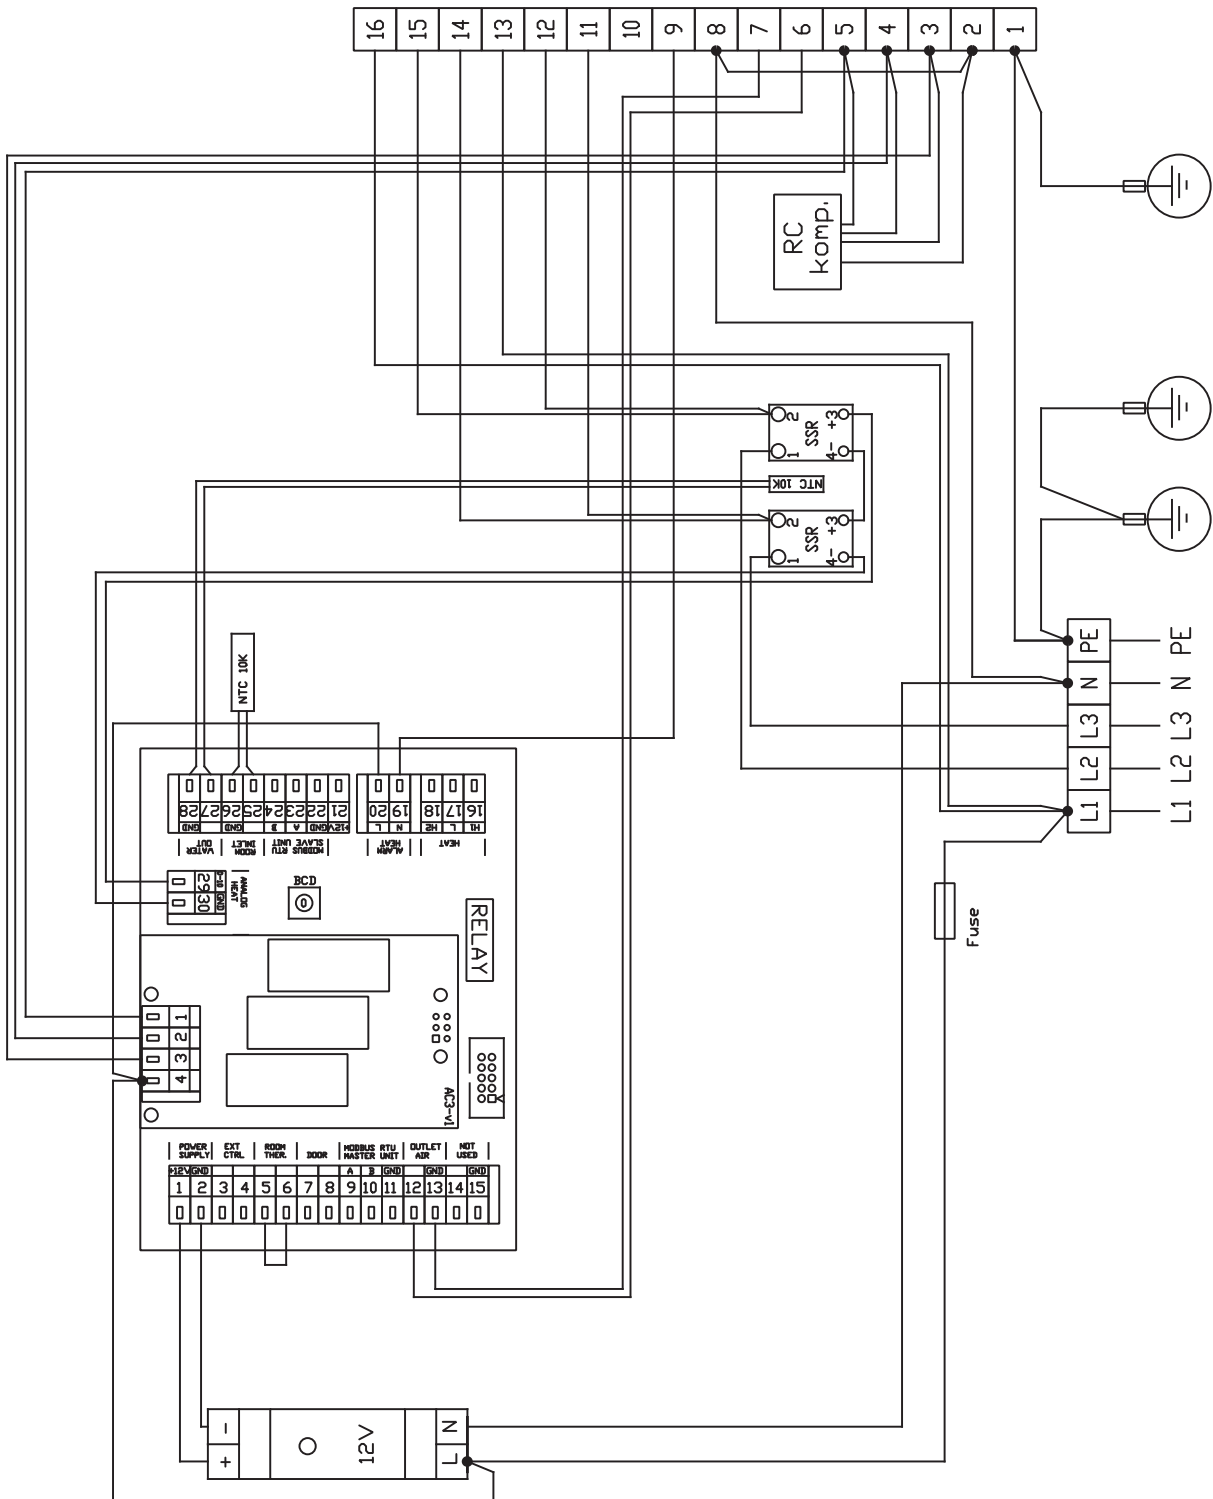 16 15 14 13 12 11 10 9 8 7 6 5 4 3 2 1
RC
komp.
2 SSR +3
1 4-
NTC 10K
2 SSR +3
1 4-
PE PE
N N
L3 L3
L2 L2
L1 L1
Fuse
NTC 10K
28 27 26 25 24 23 22 21 20 19 18 17 16
GND GND B A GND +12V L N H2 L H1
WATER OUT
ROOM INLET
MODBUS RTU SLAVE UNIT
ALARM HEAT
HEAT
29 0-10
30 GND
ANALOG HEAT
BCD
0
RELAY
1
2
3
4
AC3-v1
POWER SUPPLY
EXT CTRL
ROOM THER.
DOOR
MODBUS RTU MASTER UNIT
OUTLET AIR
NOT USED
+12V GND A B GND GND GND
1 2 3 4 5 6 7 8 9 10 11 12 13 14 15
- N
+ 12V L